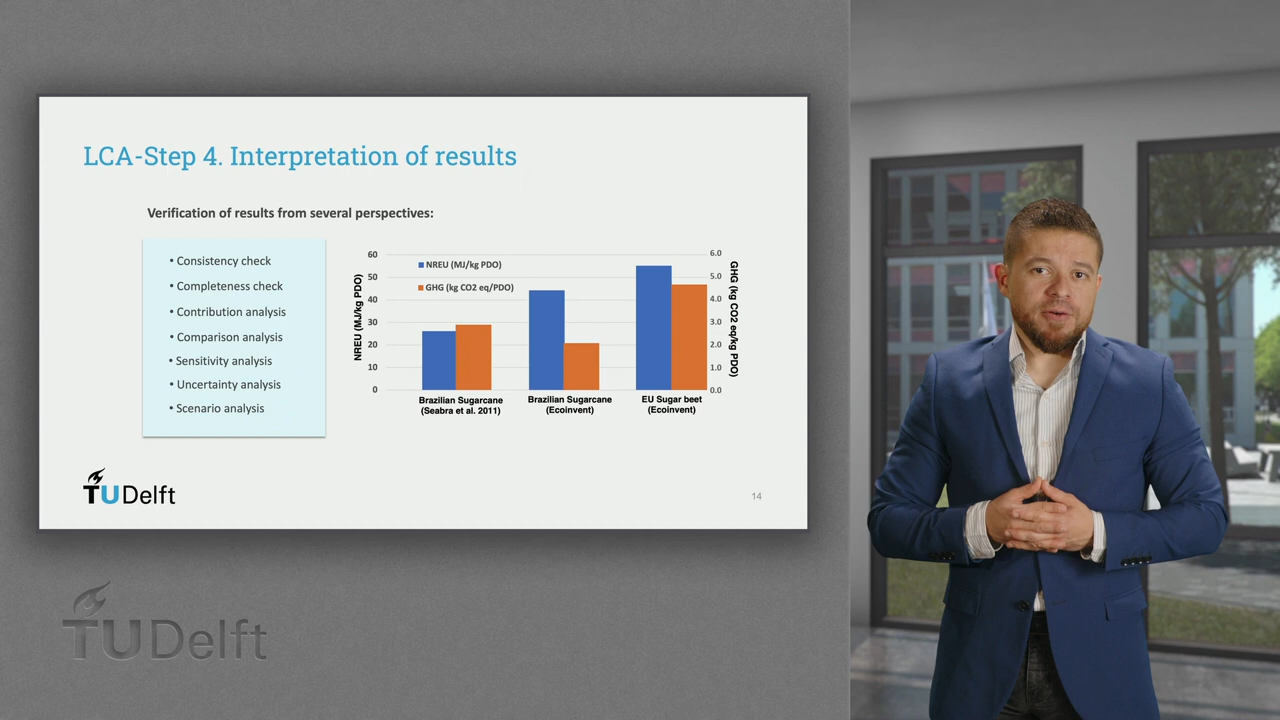 LCA-Step 4. Interpretation of results
Verification of results from several perspectives:
• Consistency check
• Completeness check
• Contribution analysis
• Comparison analysis
• Sensitivity analysis
• Uncertainty analysis
• Scenario analysis
NREU (MJ/kg PDO)
60
50
40
30
20
10
0
NREU (MJ/kg PDO)
GHG (kg CO2 eq/PDO)
6.0
5.0
4.0
3.0
2.0
1.0
0.0
GHG (kg CO2 eq/kg PDO)
Brazilian Sugarcane
(Seabra et al. 2011)
Brazilian Sugarcane
(Ecoinvent)
EU Sugar beet
(Ecoinvent)
TUDelft
14
TUDelft